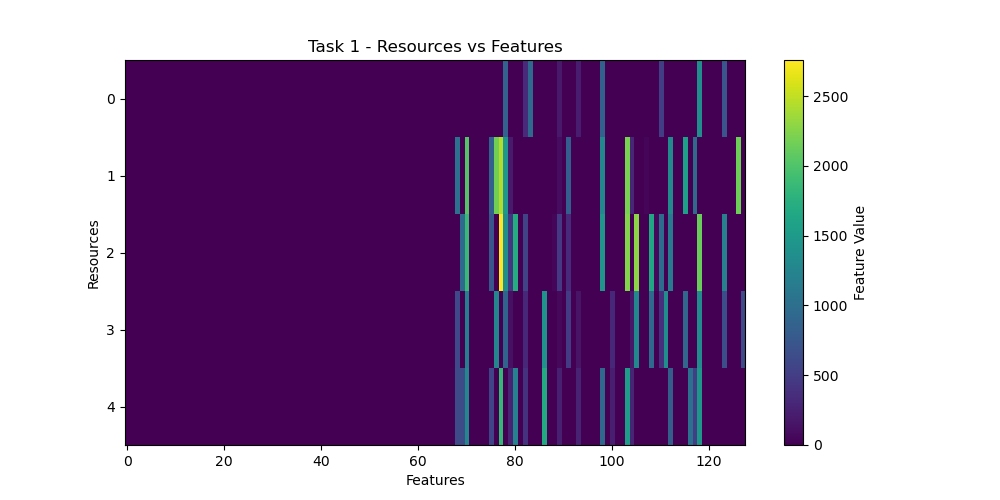 Task 1 - Resources vs Features
0
1
2
3
4
Resources
0 20 40 60 80 100 120
Features
2500
2000
1500
1000
500
0
Feature Value